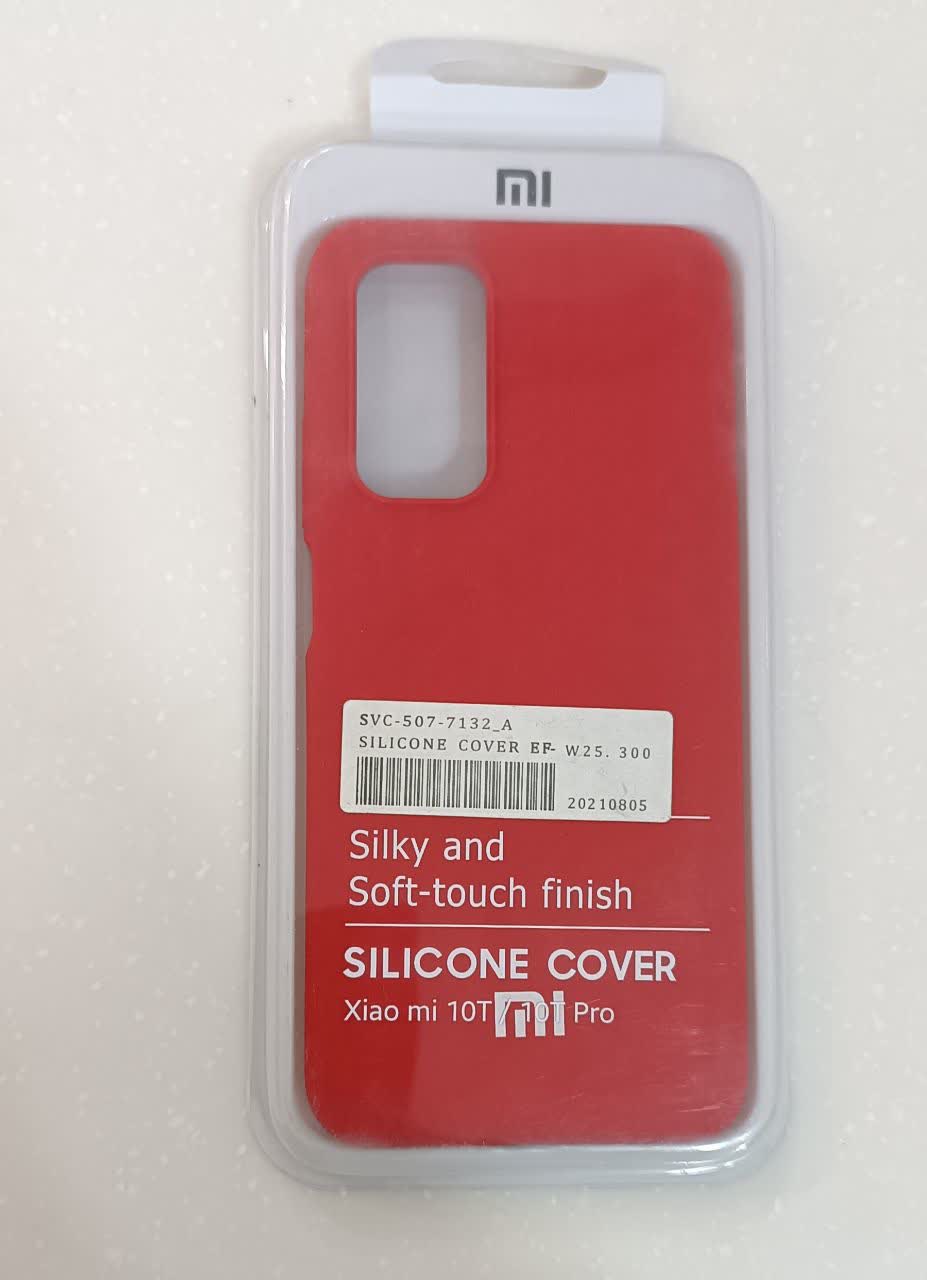 MI
SVC-507-7132_A
SILICONE COVER EF- W25. 300
20210805
Silky and
Soft-touch finish
SILICONE COVER
Xiao mi 10T / 10T Pro
MI